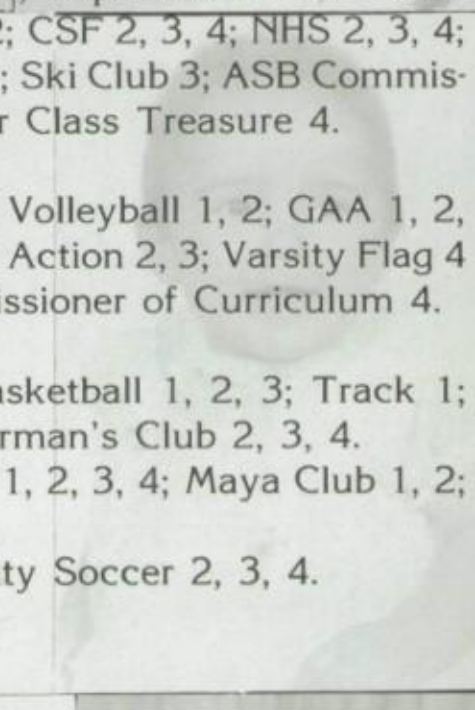 2; CSF 2, 3, 4; NHS 2, 3, 4;
; Ski Club 3; ASB Commis-
r Class Treasure 4.
Volleyball 1, 2; GAA 1, 2,
Action 2, 3; Varsity Flag 4
issioner of Curriculum 4.
asketball 1, 2, 3; Track 1;
rman's Club 2, 3, 4.
1, 2, 3, 4; Maya Club 1, 2;
ty Soccer 2, 3, 4.